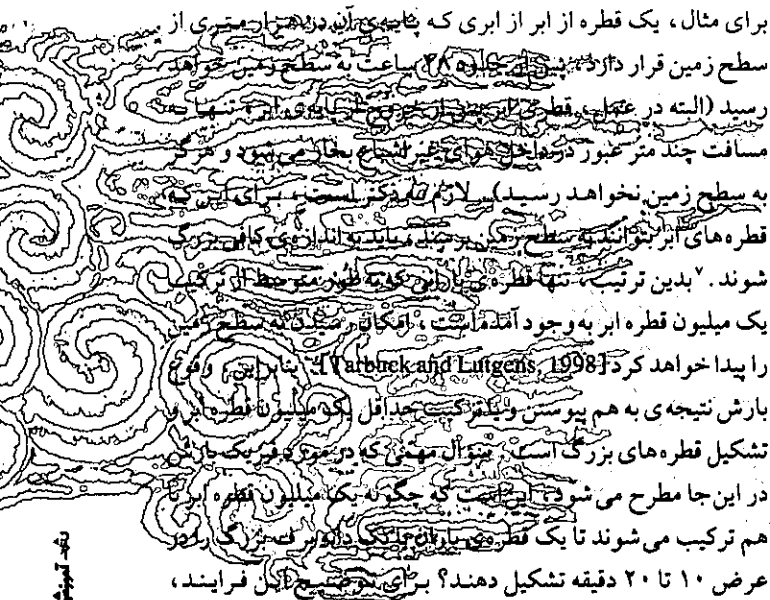 برای مثال، یک قطره از ابر از ابری که پایه‌ی آن در هزار متری از
سطح زمین قرار دارد، پس از حدود ۲۸ ساعت به سطح زمین خواهد
رسید (البته در عمل، قطره‌ی ابر پس از خروج از پایه‌ی ابر، تنها به
مسافت چند متر عبور در داخل هوای غیر اشباع بخار می‌شود و هرگز
به سطح زمین نخواهد رسید). لازم به ذکر است، برای این که
قطره‌های ابر بتوانند به سطح زمین برسند، باید به اندازه‌ی کافی بزرگ
شوند.۷ بدین ترتیب، تنها قطره‌ی بارانی که به طور متوسط از ترکیب
یک میلیون قطره ابر به وجود آمده است، امکان رسیدن به سطح زمین
را پیدا خواهد کرد [Tarbuck and Lutgens, 1998]. بنابراین، وقوع
بارش نتیجه‌ی به هم پیوستن و یا ترکیب حداقل یک میلیون قطره ابر و
تشکیل قطره‌های بزرگ است. سؤال مهمی که در مورد فیزیک بارش
در این جا مطرح می‌شود، این است که چگونه یک میلیون قطره ابر با
هم ترکیب می‌شوند تا یک قطره‌ی باران یا یک دانه برف بزرگ را در
عرض ۱۰ تا ۲۰ دقیقه تشکیل دهند؟ برای توضیح این فرایند،
رشد آموزش